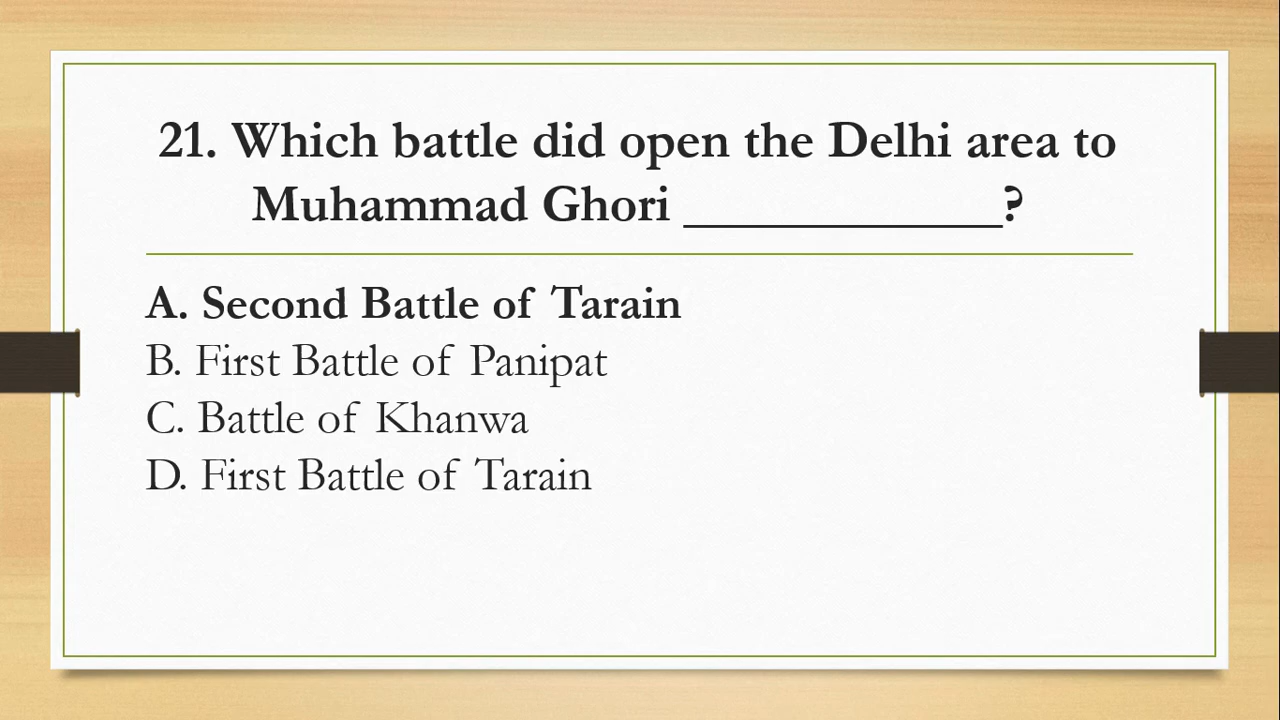 21. Which battle did open the Delhi area to
Muhammad Ghori ____________?
A. Second Battle of Tarain
B. First Battle of Panipat
C. Battle of Khanwa
D. First Battle of Tarain